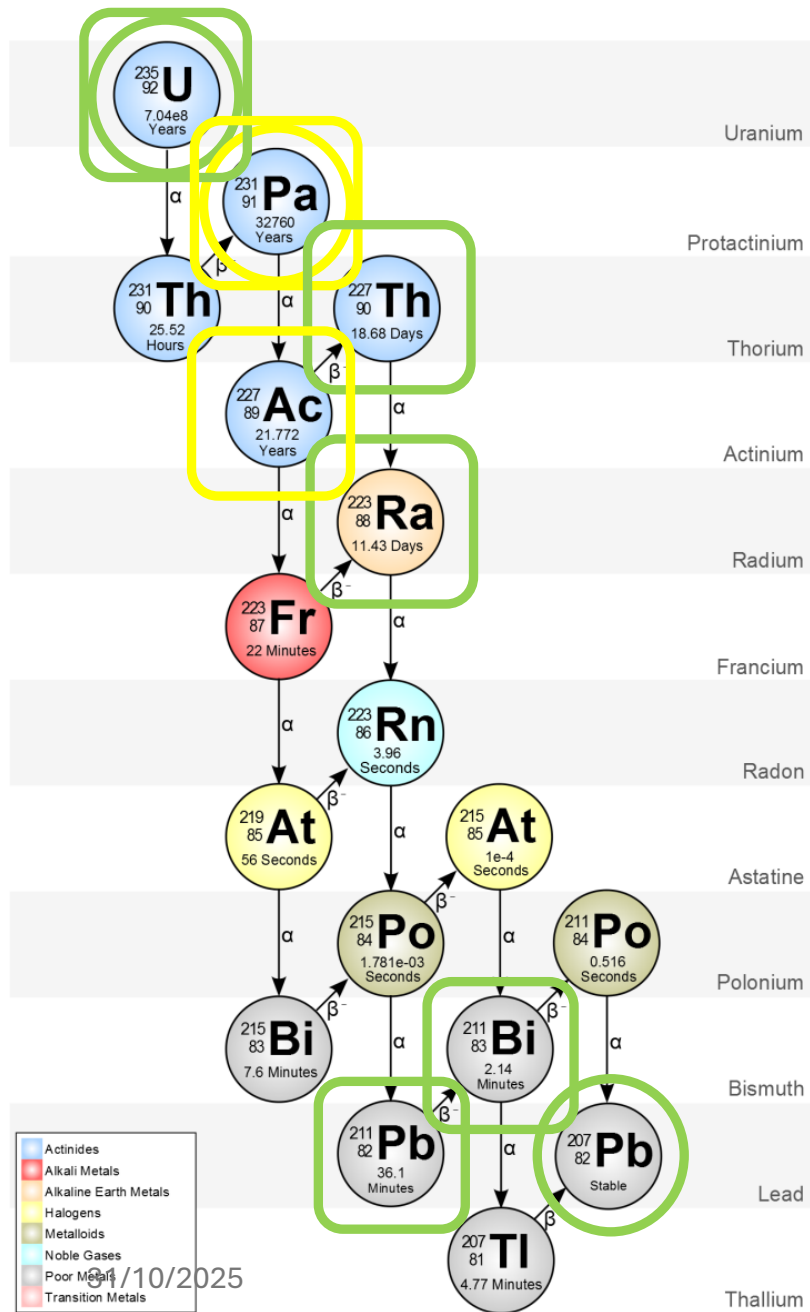 235
92 U
7.04e8
Years
Uranium
α
231
91 Pa
32760
Years
Protactinium
β⁻
231
90 Th
25.52
Hours
α
227
90 Th
18.68 Days
Thorium
β⁻
227
89 Ac
21.772
Years
α
Actinium
α
223
88 Ra
11.43 Days
Radium
β⁻
223
87 Fr
22 Minutes
α
Francium
α
223
86 Rn
3.96
Seconds
Radon
β⁻
219
85 At
56 Seconds
α
215
85 At
1e-4
Seconds
Astatine
β⁻
α
215
84 Po
1.781e-03
Seconds
α
211
84 Po
0.516
Seconds
Polonium
β⁻
β⁻
215
83 Bi
7.6 Minutes
α
211
83 Bi
2.14
Minutes
α
Bismuth
β⁻
211
82 Pb
36.1
Minutes
α
207
82 Pb
Stable
Lead
β
207
81 Tl
4.77 Minutes
Thallium
Actinides
Alkali Metals
Alkaline Earth Metals
Halogens
Metalloids
Noble Gases
Poor Metals
31/10/2025
Transition Metals